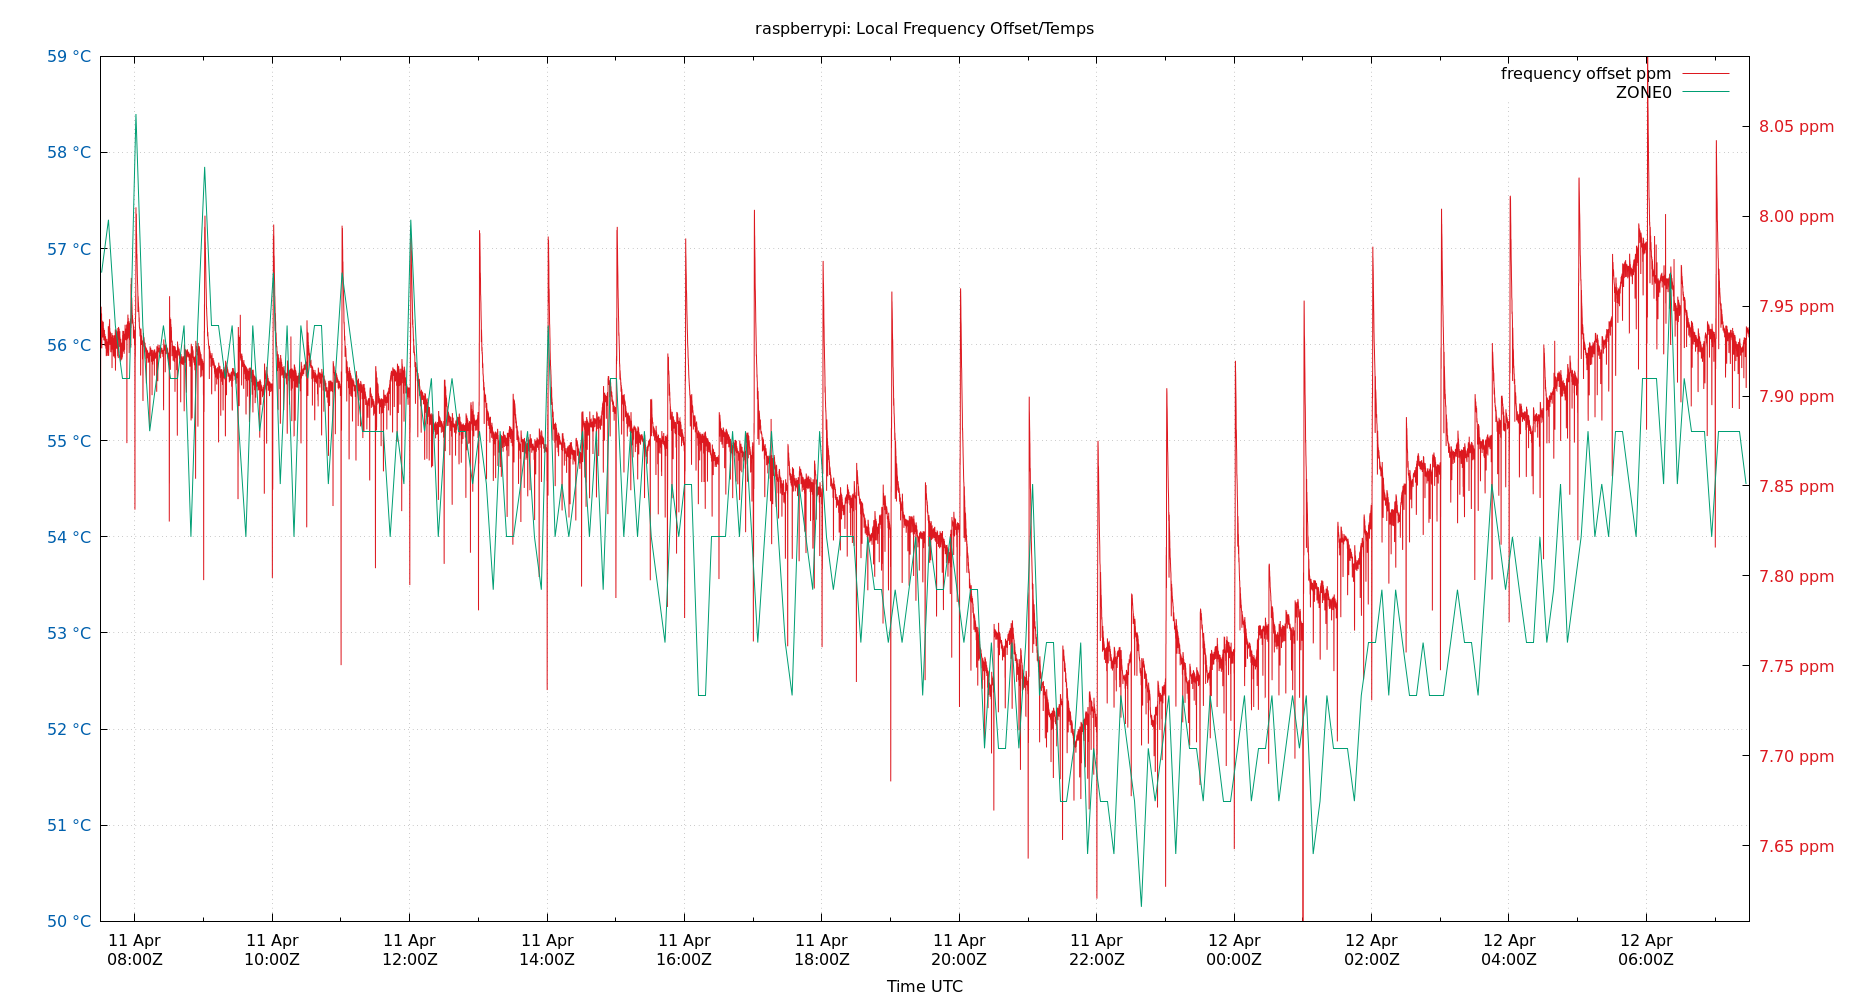 raspberrypi: Local Frequency Offset/Temps
59 °C
58 °C
57 °C
56 °C
55 °C
54 °C
53 °C
52 °C
51 °C
50 °C
frequency offset ppm
ZONE0
8.05 ppm
8.00 ppm
7.95 ppm
7.90 ppm
7.85 ppm
7.80 ppm
7.75 ppm
7.70 ppm
7.65 ppm
11 Apr
08:00Z
11 Apr
10:00Z
11 Apr
12:00Z
11 Apr
14:00Z
11 Apr
16:00Z
11 Apr
18:00Z
11 Apr
20:00Z
11 Apr
22:00Z
12 Apr
00:00Z
12 Apr
02:00Z
12 Apr
04:00Z
12 Apr
06:00Z
Time UTC